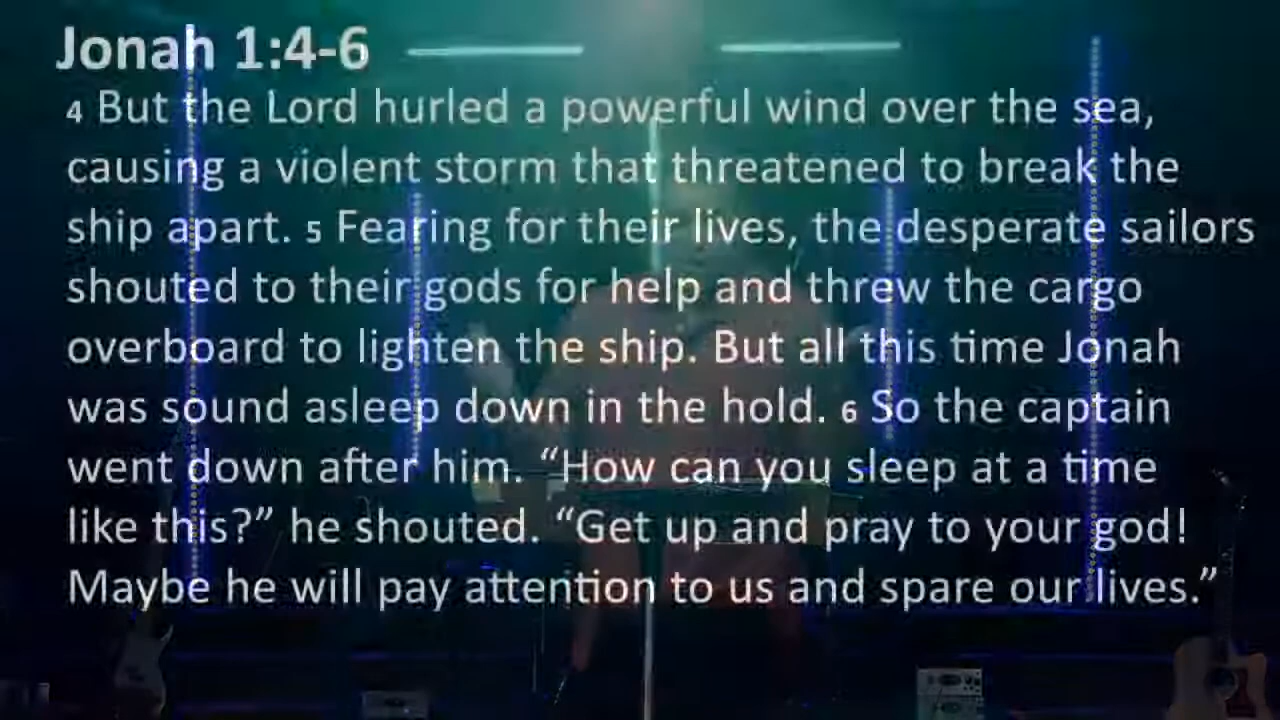 Jonah 1:4-6
4 But the Lord hurled a powerful wind over the sea,
causing a violent storm that threatened to break the
ship apart. 5 Fearing for their lives, the desperate sailors
shouted to their gods for help and threw the cargo
overboard to lighten the ship. But all this time Jonah
was sound asleep down in the hold. 6 So the captain
went down after him. “How can you sleep at a time
like this?” he shouted. “Get up and pray to your god!
Maybe he will pay attention to us and spare our lives.”